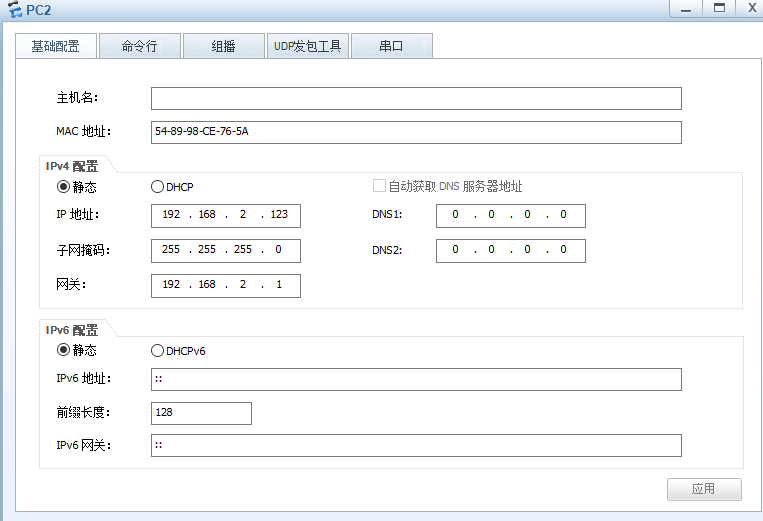 PC2
基础配置 命令行 组播 UDP发包工具 串口
主机名:
MAC 地址: 54-89-98-CE-76-5A
IPv4 配置
静态 DHCP 自动获取 DNS 服务器地址
IP 地址: 192 . 168 . 2 . 123 DNS1: 0 . 0 . 0 . 0
子网掩码: 255 . 255 . 255 . 0 DNS2: 0 . 0 . 0 . 0
网关: 192 . 168 . 2 . 1
IPv6 配置
静态 DHCPv6
IPv6 地址: ::
前缀长度: 128
IPv6 网关: ::
应用